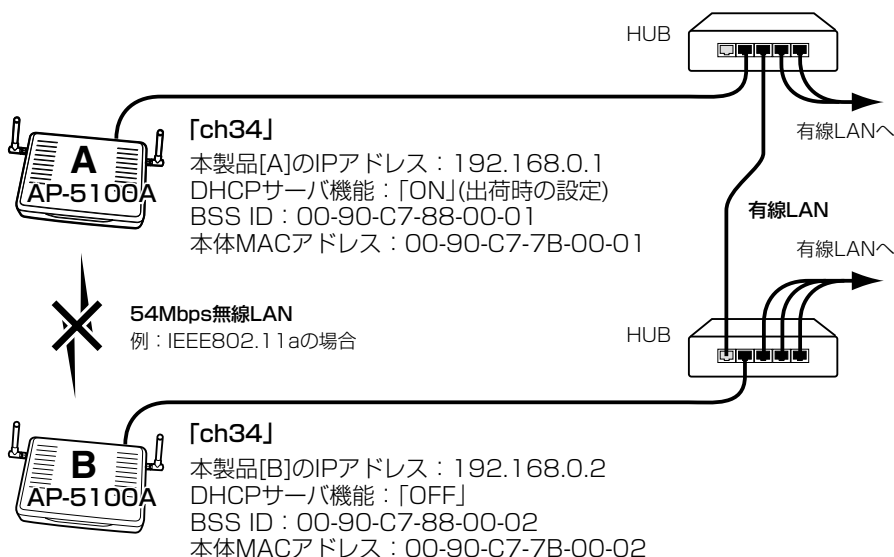 HUB
有線LANへ
A
AP-5100A
「ch34」
本製品[A]のIPアドレス：192.168.0.1
DHCPサーバ機能：「ON」(出荷時の設定)
BSS ID：00-90-C7-88-00-01
本体MACアドレス：00-90-C7-7B-00-01
有線LAN
有線LANへ
54Mbps無線LAN
例：IEEE802.11aの場合
HUB
B
AP-5100A
「ch34」
本製品[B]のIPアドレス：192.168.0.2
DHCPサーバ機能：「OFF」
BSS ID：00-90-C7-88-00-02
本体MACアドレス：00-90-C7-7B-00-02